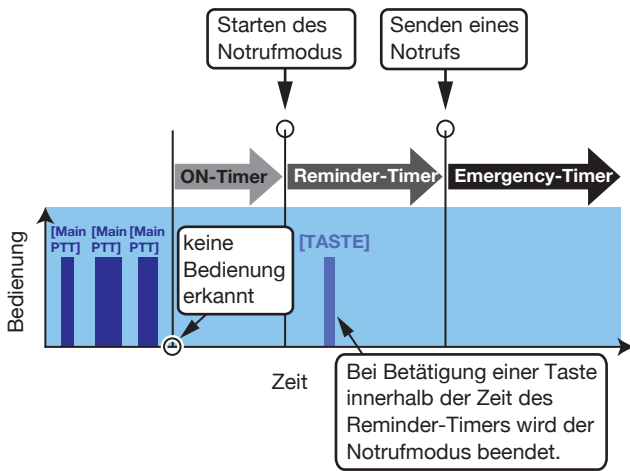 Starten des
Notrufmodus
Senden eines
Notrufs
ON-Timer
Reminder-Timer
Emergency-Timer
[Main
PTT]
[Main
PTT]
[Main
PTT]
keine
Bedienung
erkannt
[TASTE]
Bedienung
Zeit
Bei Betätigung einer Taste
innerhalb der Zeit des
Reminder-Timers wird der
Notrufmodus beendet.